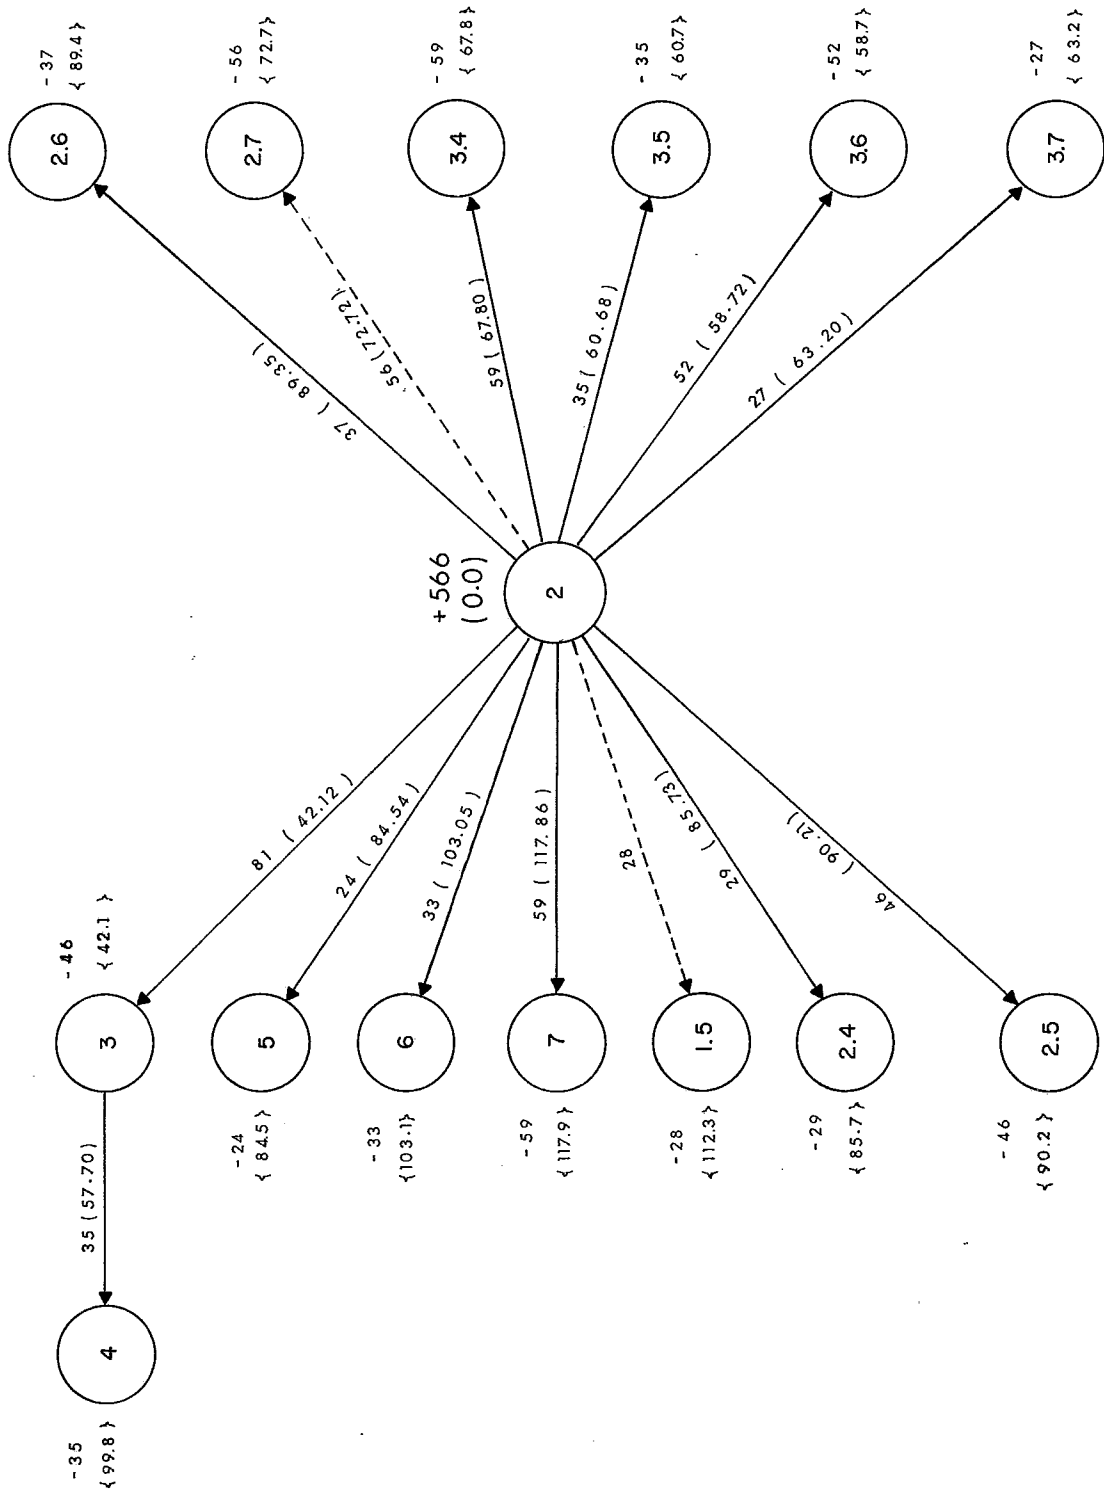 - 35
{ 99.8 }
4
35 ( 57.70 )
- 46
{ 42.1 }
3
81 ( 42.12 )
- 24
{ 84.5 }
5
24 ( 84.54 )
- 33
{103.1}
6
33 ( 103.05 )
- 59
{117.9 }
7
59 ( 117.86 )
- 28
{112.3}
1.5
28
- 29
{85.7 }
2.4
29 ( 85.73 )
- 46
{ 90.2 }
2.5
46 ( 90.21 )
+566
(0.0)
2
37 ( 89.35 )
2.6
- 37
{ 89.4 }
56 (72.72)
2.7
- 56
{ 72.7 }
59 ( 67.80 )
3.4
- 59
{ 67.8 }
35 ( 60.68 )
3.5
- 35
{ 60.7 }
52 ( 58.72 )
3.6
- 52
{ 58.7 }
27 ( 63.20 )
3.7
- 27
{ 63.2 }